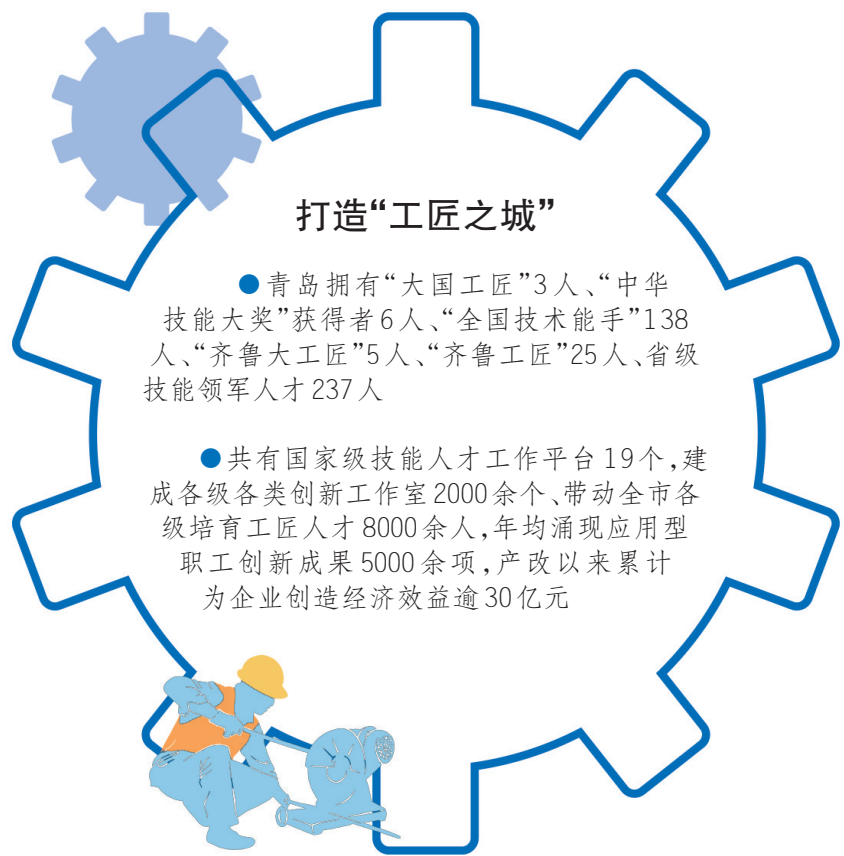 打造“工匠之城”
●青岛拥有“大国工匠”3人、“中华
技能大奖”获得者6人、“全国技术能手”138
人、“齐鲁大工匠”5人、“齐鲁工匠”25人、省级
技能领军人才237人
●共有国家级技能人才工作平台19个,建
成各级各类创新工作室2000余个、带动全市各
级培育工匠人才8000余人,年均涌现应用型
职工创新成果5000余项,产改以来累计
为企业创造经济效益逾30亿元